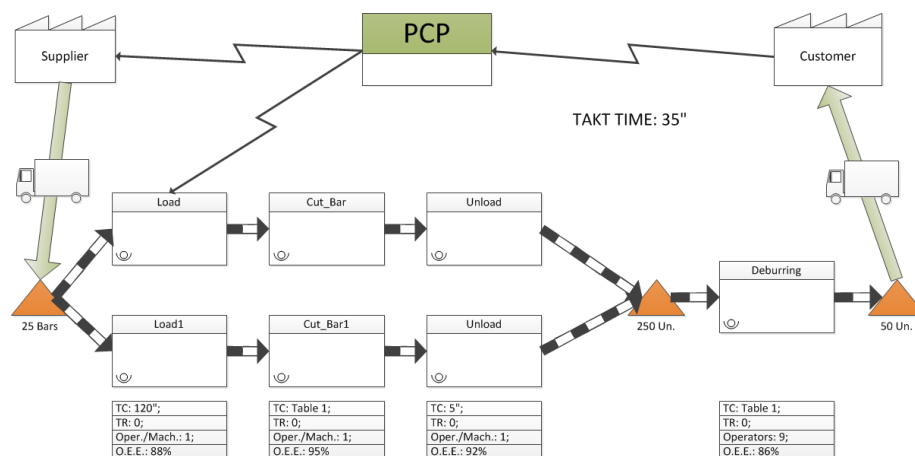 PCP
Supplier
Customer
TAKT TIME: 35"
Load
Cut_Bar
Unload
Deburring
25 Bars
Load1
Cut_Bar1
Unload
250 Un.
50 Un.
TC: 120";
TR: 0;
Oper./Mach.: 1;
O.E.E.: 88%
TC: Table 1;
TR: 0;
Oper./Mach.: 1;
O.E.E.: 95%
TC: 5";
TR: 0;
Oper./Mach.: 1;
O.E.E.: 92%
TC: Table 1;
TR: 0;
Operators: 9;
O.E.E.: 86%